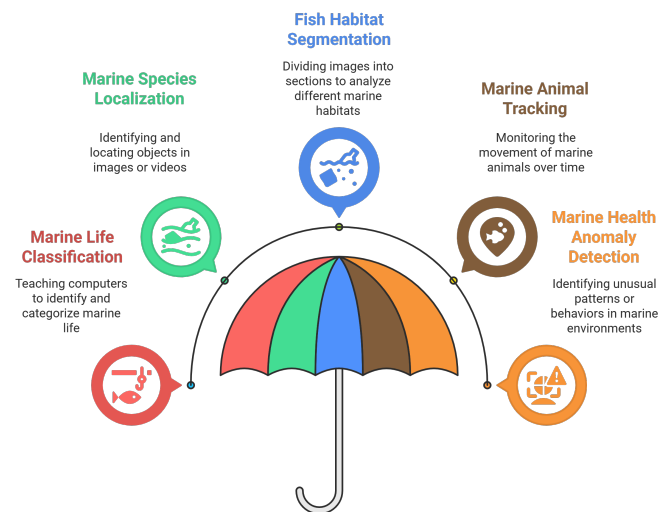 Fish Habitat
Segmentation
Dividing images into
sections to analyze
different marine
habitats
Marine Species
Localization
Identifying and
locating objects in
images or videos
Marine Animal
Tracking
Monitoring the
movement of marine
animals over time
Marine Life
Classification
Teaching computers
to identify and
categorize marine
life
Marine Health
Anomaly
Detection
Identifying unusual
patterns or
behaviors in marine
environments